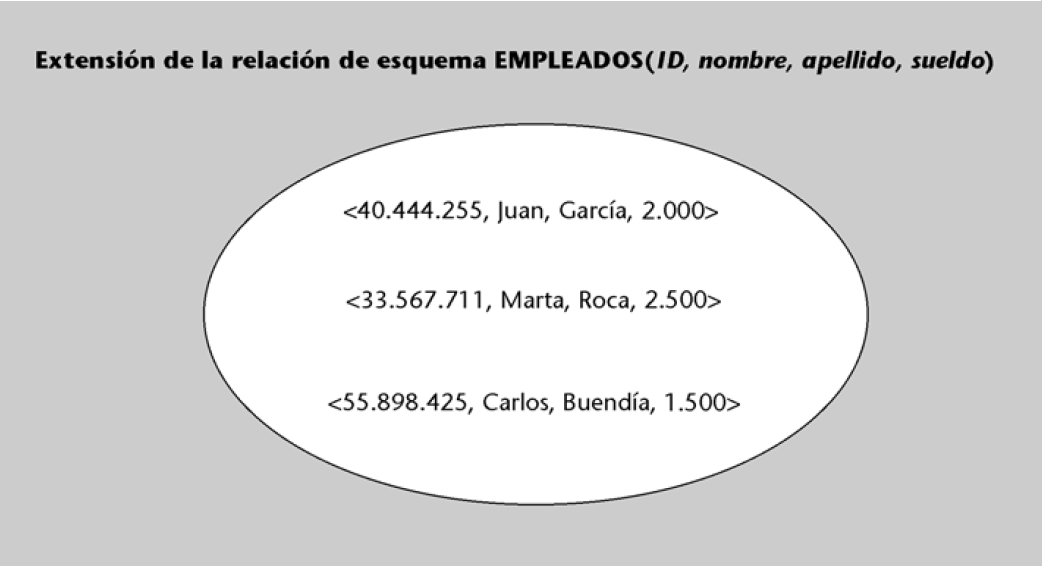 Extensión de la relación de esquema EMPLEADOS(ID, nombre, apellido, sueldo)
<40.444.255, Juan, García, 2.000>
<33.567.711, Marta, Roca, 2.500>
<55.898.425, Carlos, Buendía, 1.500>